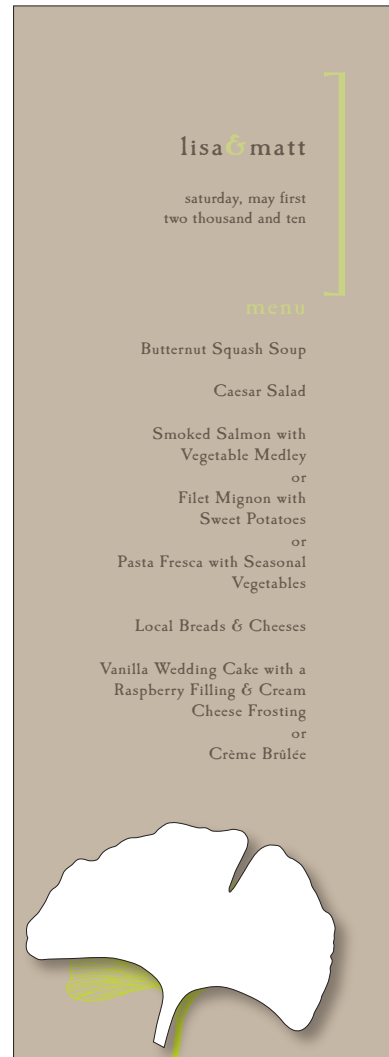 lisa&matt
saturday, may first
two thousand and ten
menu
Butternut Squash Soup
Caesar Salad
Smoked Salmon with
Vegetable Medley
or
Filet Mignon with
Sweet Potatoes
or
Pasta Fresca with Seasonal
Vegetables
Local Breads & Cheeses
Vanilla Wedding Cake with a
Raspberry Filling & Cream
Cheese Frosting
or
Crème Brûlée